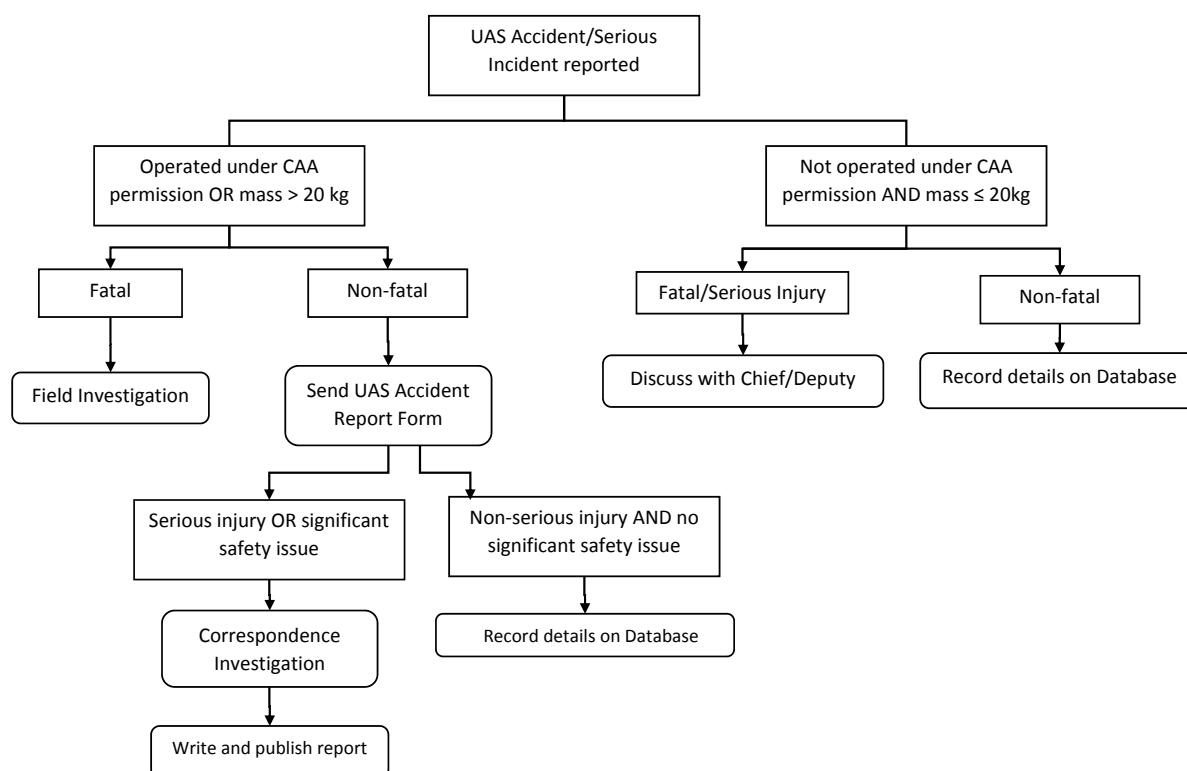 UAS Accident/Serious
Incident reported
Operated under CAA
permission OR mass > 20 kg
Not operated under CAA
permission AND mass ≤ 20kg
Fatal
Non-fatal
Fatal/Serious Injury
Non-fatal
Field Investigation
Send UAS Accident
Report Form
Discuss with Chief/Deputy
Record details on Database
Serious injury OR significant
safety issue
Non-serious injury AND no
significant safety issue
Correspondence
Investigation
Record details on Database
Write and publish report